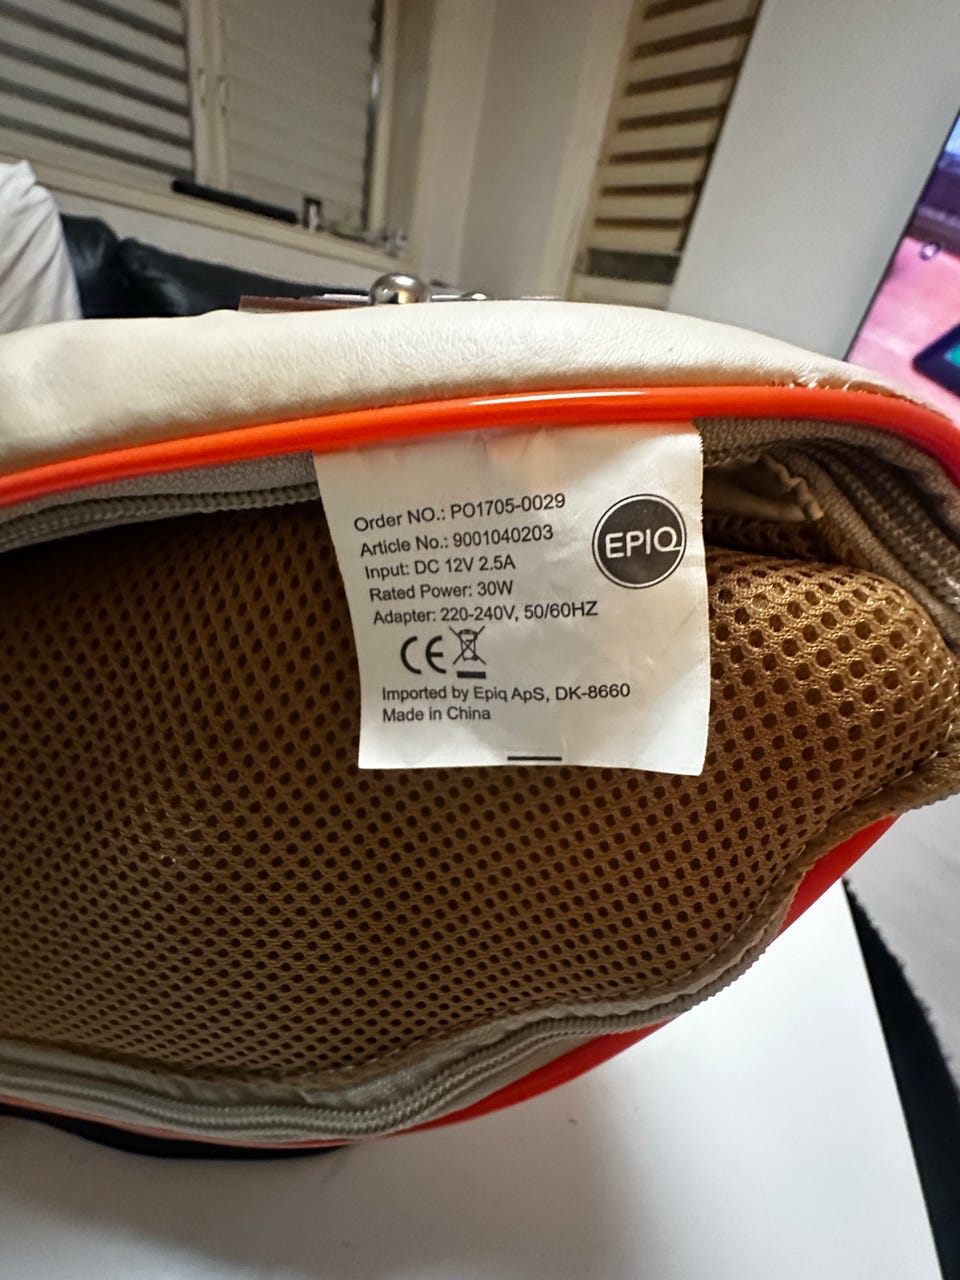 Order NO.: PO1705-0029
Article No.: 9001040203
Input: DC 12V 2.5A
Rated Power: 30W
Adapter: 220-240V, 50/60HZ
CE
Imported by Epiq ApS, DK-8660
Made in China
EPIQ